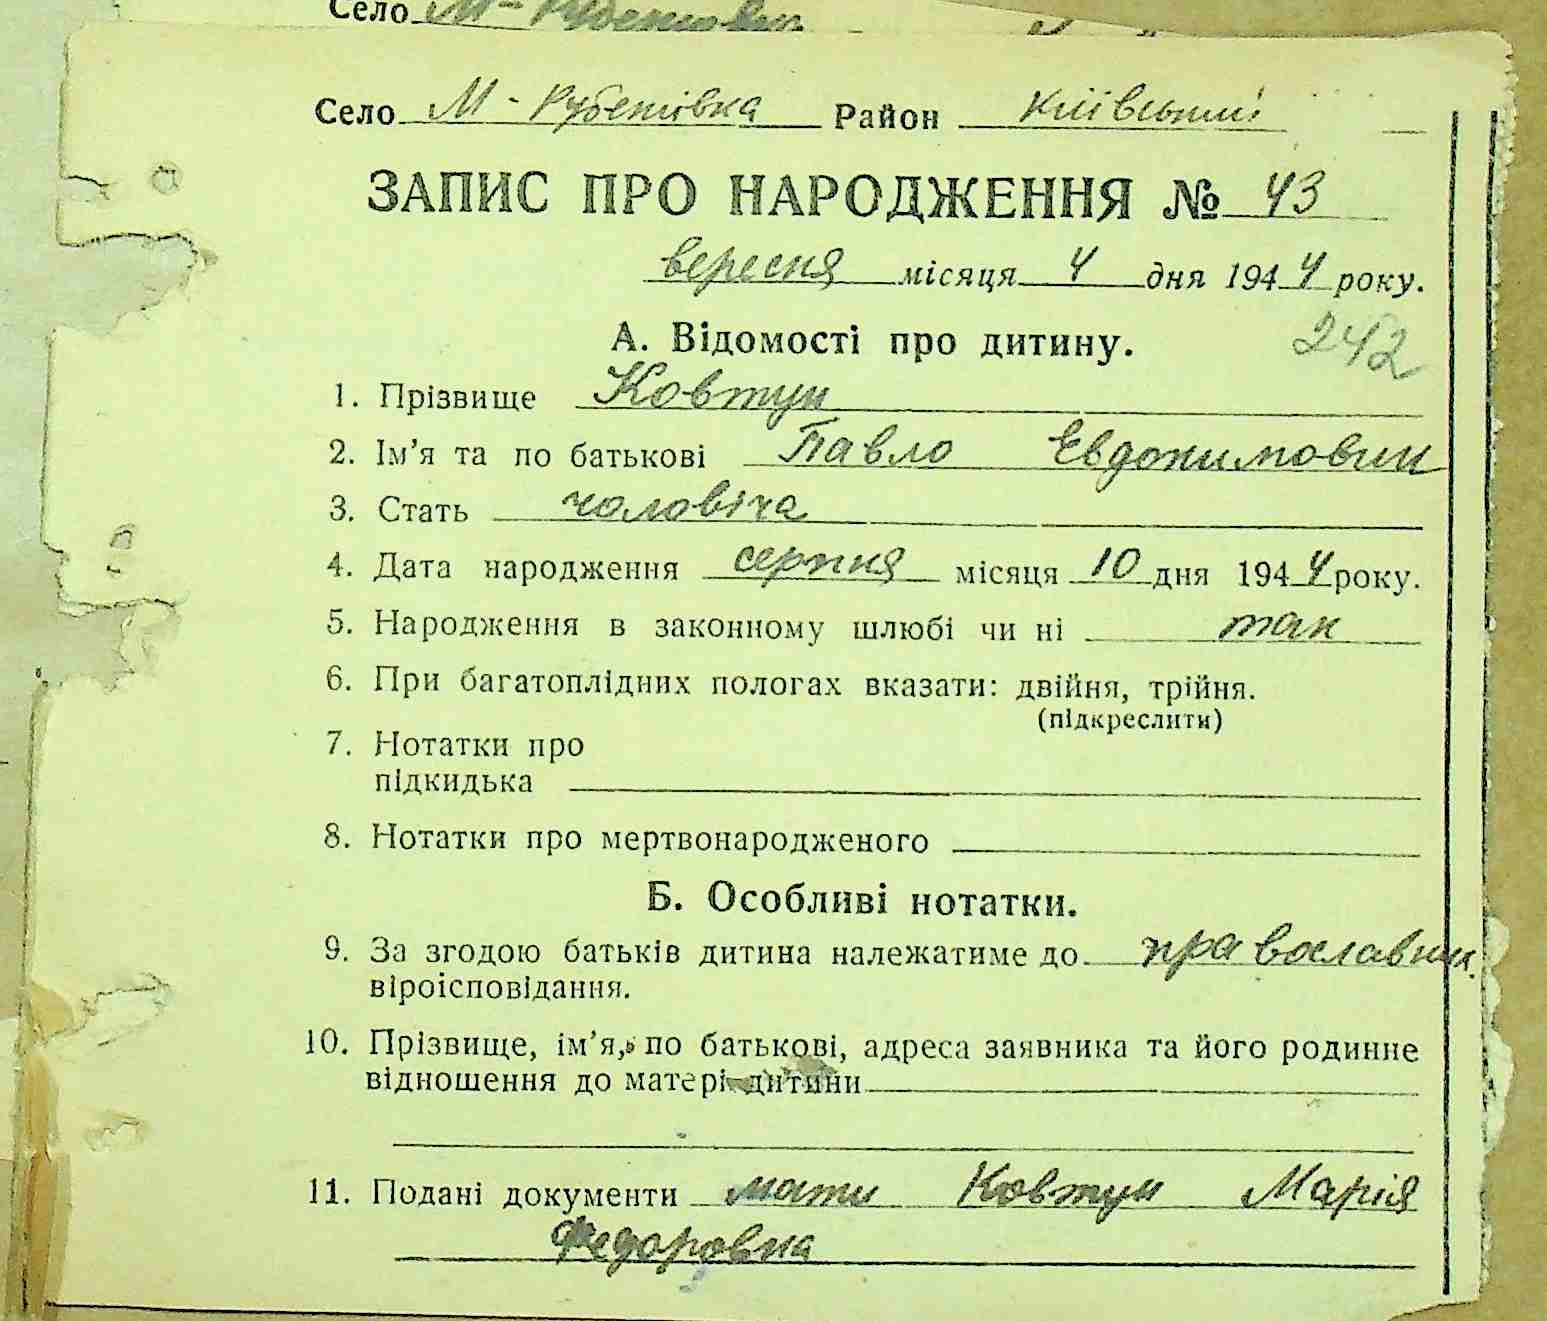 Село М-Рубетовка
Село М-Рубетівка Район Київський
ЗАПИС ПРО НАРОДЖЕННЯ № 43
вересня місяця 4 дня 1944 року.
А. Відомості про дитину. 242
1. Прізвище Ковтун
2. Ім'я та по батькові Павло Евдокимович
3. Стать чоловіча
4. Дата народження серпня місяця 10 дня 1944 року.
5. Народження в законному шлюбі чи ні так
6. При багатоплідних пологах вказати: двійня, трійня.
(підкреслити)
7. Нотатки про
підкидька
8. Нотатки про мертвонародженого
Б. Особливі нотатки.
9. За згодою батьків дитина належатиме до православн.
віроісповідання.
10. Прізвище, ім'я, по батькові, адреса заявника та його родинне
відношення до матері дитини
11. Подані документи мати Ковтун Марія
Федоровна